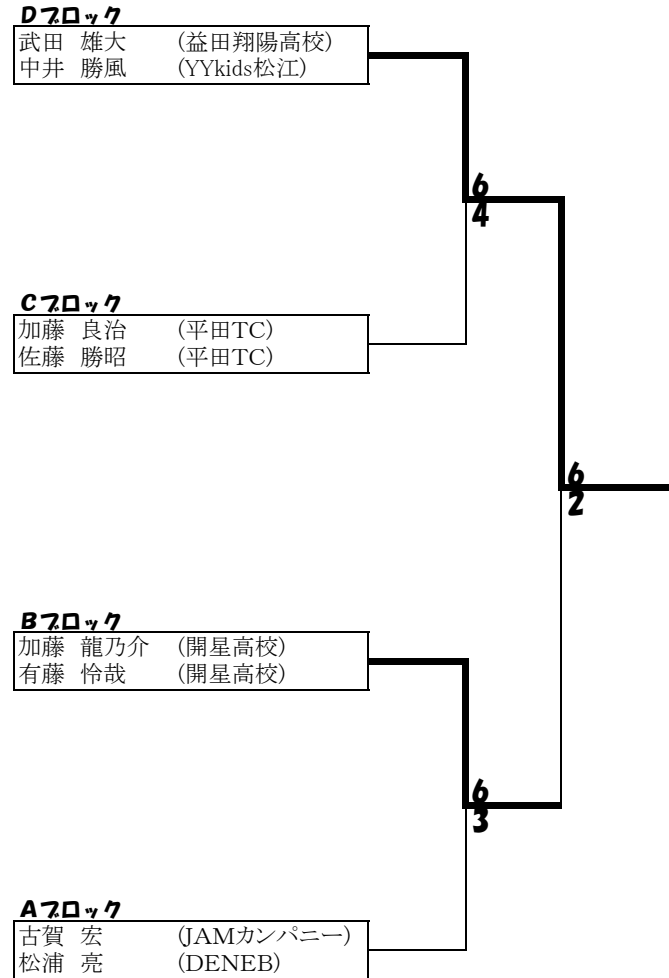 Dブロック
武田 雄大 (益田翔陽高校)
中井 勝風 (YYkids松江)
6
4
Cブロック
加藤 良治 (平田TC)
佐藤 勝昭 (平田TC)
6
2
Bブロック
加藤 龍乃介 (開星高校)
有藤 怜哉 (開星高校)
6
3
Aブロック
古賀 宏 (JAMカンパニー)
松浦 亮 (DENEB)